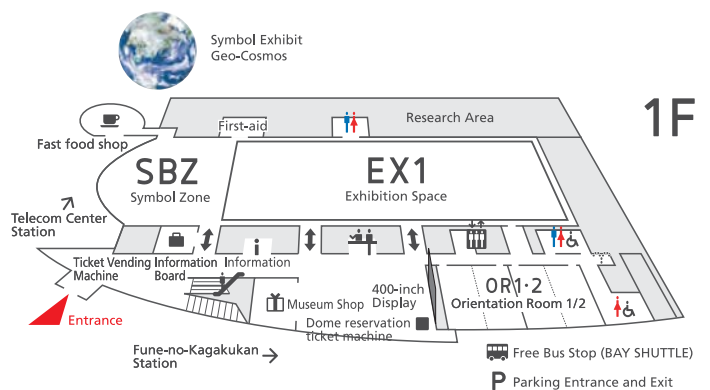 Symbol Exhibit
Geo-Cosmos
1F
First-aid
Research Area
Fast food shop
SBZ
Symbol Zone
EX1
Exhibition Space
Telecom Center
Station
Ticket Vending
Machine
Information
Board
Information
i
Entrance
Museum Shop
400-inch
Display
Dome reservation
ticket machine
OR1·2
Orientation Room 1/2
Fune-no-Kagakukan
Station
Free Bus Stop (BAY SHUTTLE)
P Parking Entrance and Exit